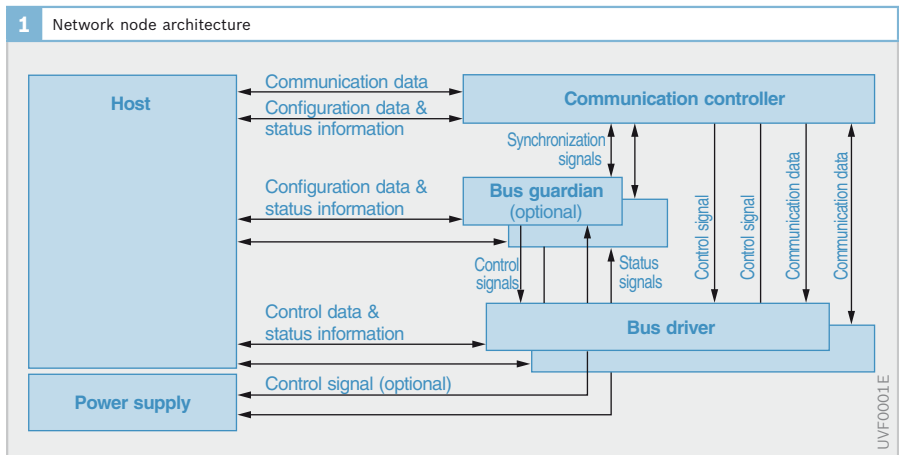 1 Network node architecture
Host
Communication data
Configuration data &
status information
Communication controller
Synchronization
signals
Configuration data &
status information
Bus guardian
(optional)
Control signal
Control signal
Communication data
Communication data
Control
signals
Status
signals
Control data &
status information
Bus driver
Control signal (optional)
Power supply
UVF0001E